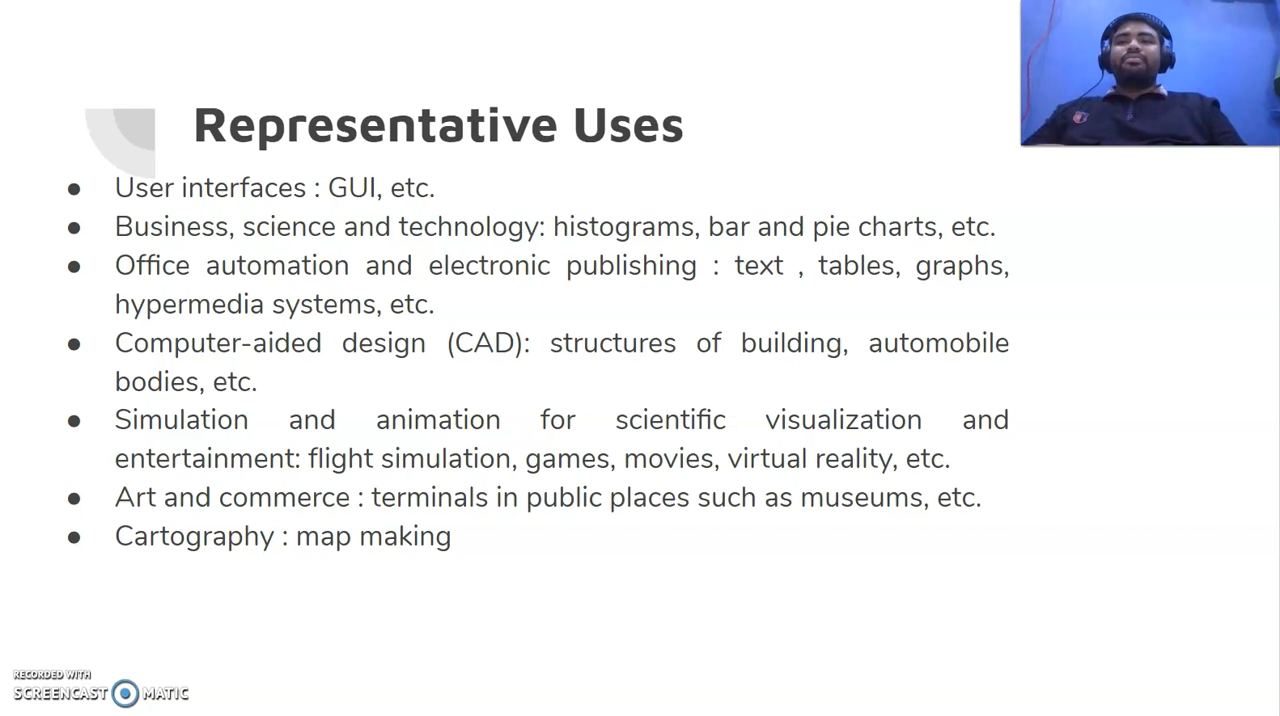 Representative Uses
● User interfaces : GUI, etc.
● Business, science and technology: histograms, bar and pie charts, etc.
● Office automation and electronic publishing : text , tables, graphs,
hypermedia systems, etc.
● Computer-aided design (CAD): structures of building, automobile
bodies, etc.
● Simulation and animation for scientific visualization and
entertainment: flight simulation, games, movies, virtual reality, etc.
● Art and commerce : terminals in public places such as museums, etc.
● Cartography : map making
RECORDED WITH
SCREENCAST MATIC